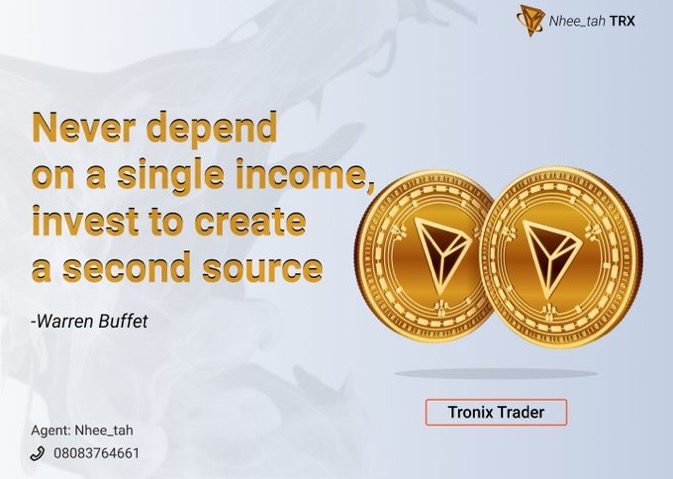 Nhee_tah TRX
Never depend
on a single income,
invest to create
a second source
-Warren Buffet
Tronix Trader
Agent: Nhee_tah
08083764661